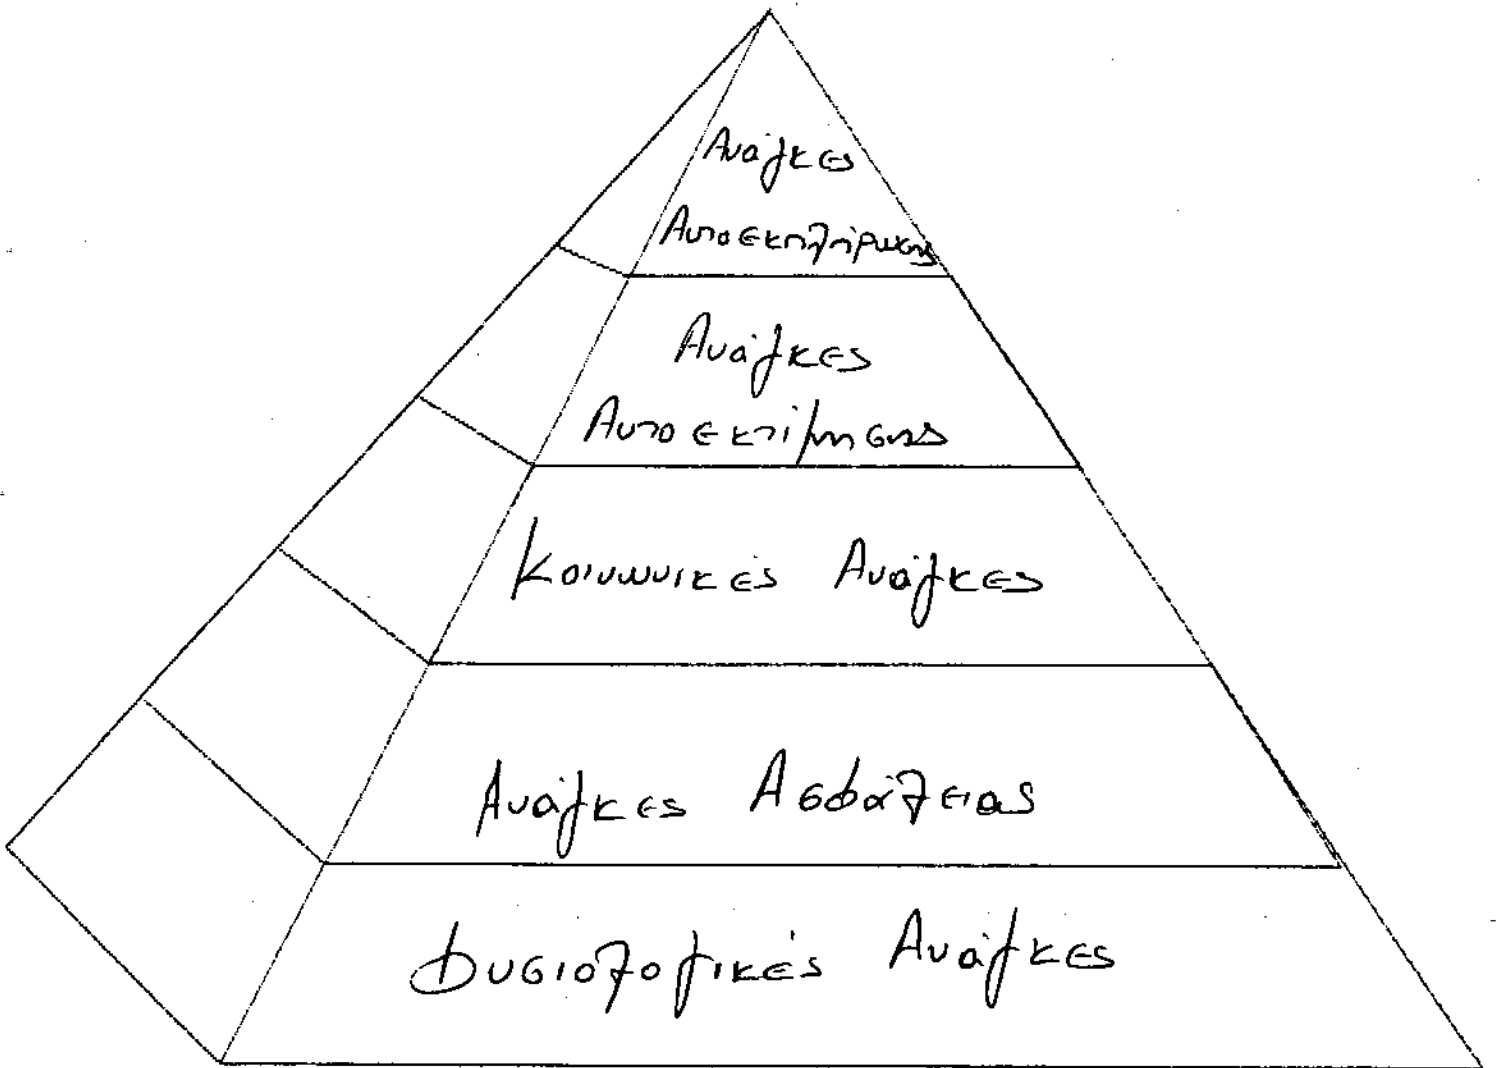 Ανάγκες
Αυτοεκπλήρωσης
Ανάγκες
Αυτοεκτίμησης
Κοινωνικές Ανάγκες
Ανάγκες Ασφάλειας
Φυσιολογικές Ανάγκες